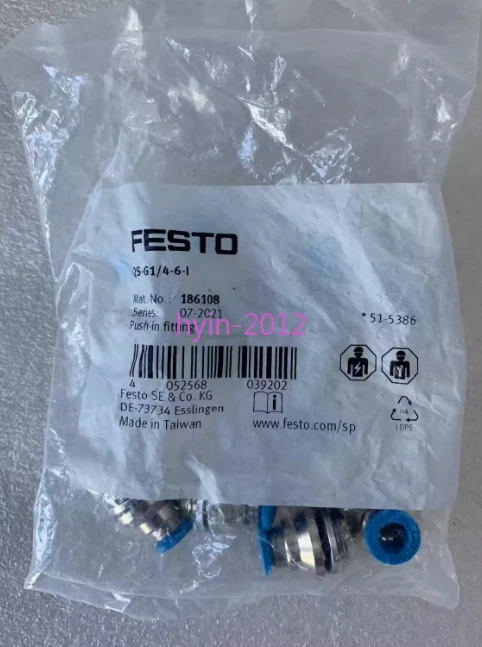 FESTO
QS-G1/4-6-I
Mat.-No.: 186108
Series: 07-2021
Push-in fitting
hyin-2012
* 51-5386
4 052568 039202
Festo SE & Co. KG
DE-73734 Esslingen
Made in Taiwan
i
www.festo.com/sp
04
LDPE